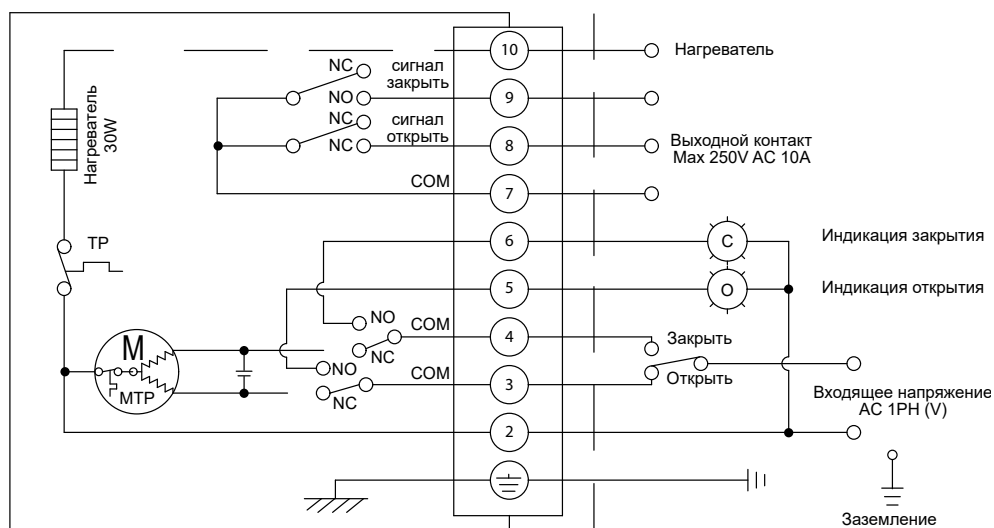 10
Нагреватель
NC
сигнал
закрыть
NO
9
NC
сигнал
открыть
NC
8
Выходной контакт
Max 250V AC 10A
Нагреватель
30W
COM
7
6
C
Индикация закрытия
TP
5
O
Индикация открытия
NO
COM
4
Закрыть
NC
M
MTP
NO
COM
3
Открыть
NC
Входящее напряжение
AC 1PH (V)
2
Заземление